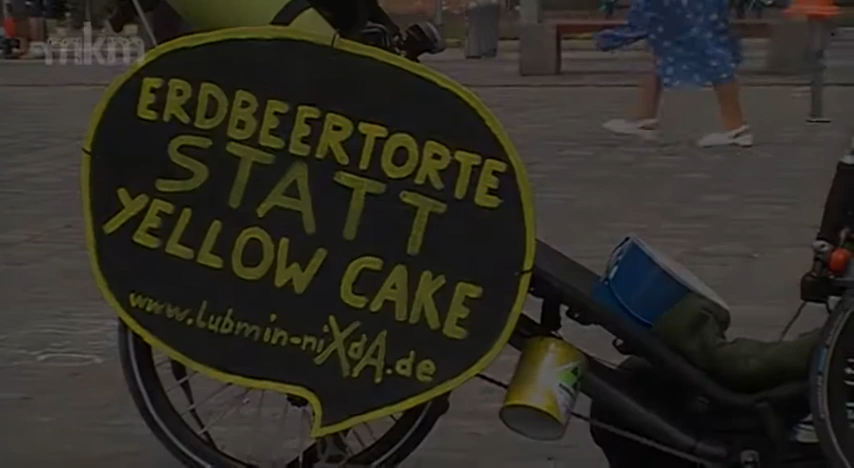 mkm
ERDBEERTORTE
STATT
YELLOW CAKE
www.lubmin-niXdA.de